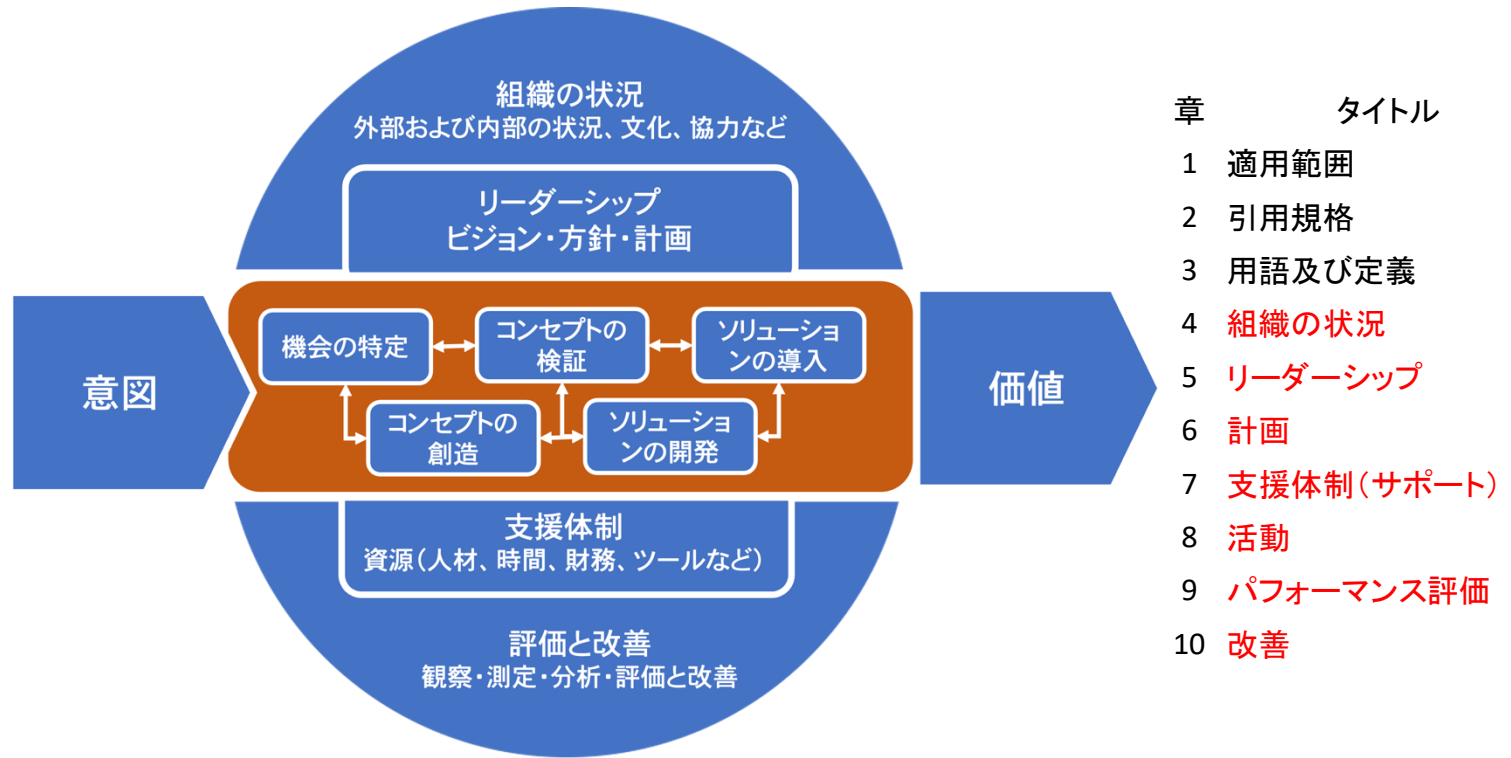 組織の状況
外部および内部の状況、文化、協力など
リーダーシップ
ビジョン・方針・計画
意図
機会の特定
コンセプトの
検証
ソリューショ
ンの導入
コンセプトの
創造
ソリューショ
ンの開発
価値
支援体制
資源(人材、時間、財務、ツールなど)
評価と改善
観察・測定・分析・評価と改善
章 タイトル
1 適用範囲
2 引用規格
3 用語及び定義
4 組織の状況
5 リーダーシップ
6 計画
7 支援体制(サポート)
8 活動
9 パフォーマンス評価
10 改善